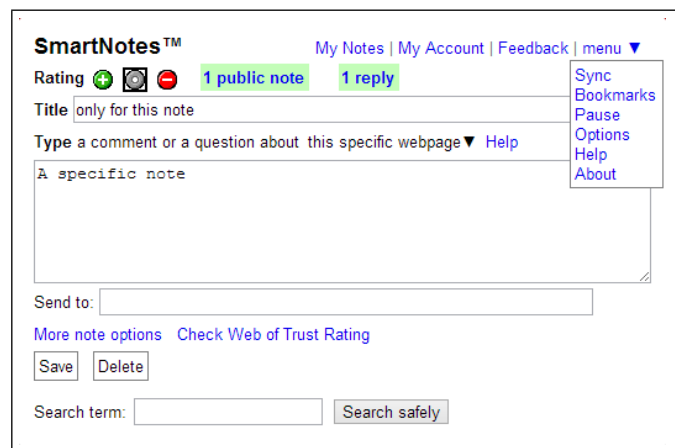 SmartNotes™
My Notes | My Account | Feedback | menu ▼
Rating 1 public note 1 reply
Sync
Bookmarks
Pause
Options
Help
About
Title only for this note
Type a comment or a question about this specific webpage▼ Help
A specific note
Send to:
More note options Check Web of Trust Rating
Save Delete
Search term: Search safely